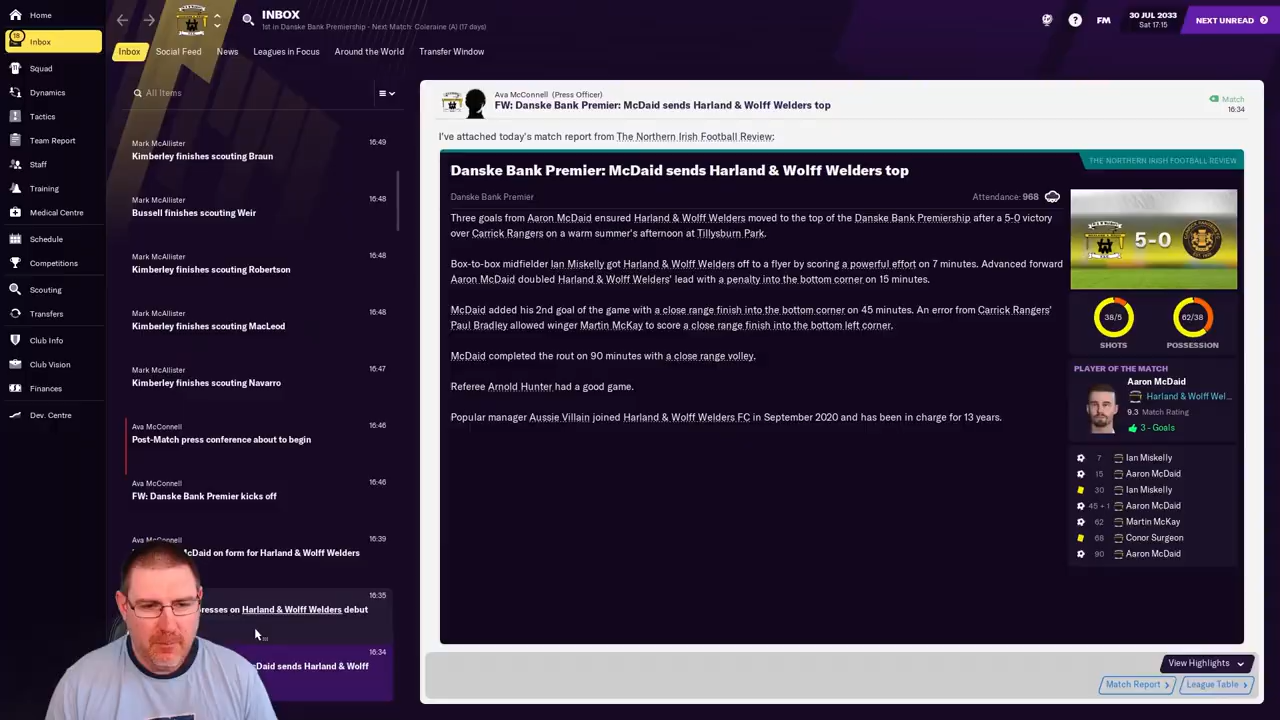 Home
Inbox
18
Squad
Dynamics
Tactics
Team Report
Staff
Training
Medical Centre
Schedule
Competitions
Scouting
Transfers
Club Info
Club Vision
Finances
Dev. Centre
INBOX
1st in Danske Bank Premiership - Next Match: Coleraine (A) (17 days)
FM
30 JUL 2033
Sat 17:15
NEXT UNREAD
Inbox
Social Feed
News
Leagues in Focus
Around the World
Transfer Window
All Items
Mark McAllister
16:49
Kimberley finishes scouting Braun
Mark McAllister
16:48
Bussell finishes scouting Weir
Mark McAllister
16:48
Kimberley finishes scouting Robertson
Mark McAllister
16:48
Kimberley finishes scouting MacLeod
Mark McAllister
16:47
Kimberley finishes scouting Navarro
Ava McConnell
16:46
Post-Match press conference about to begin
Ava McConnell
16:46
FW: Danske Bank Premier kicks off
Ava McConnell
16:39
McDaid on form for Harland & Wolff Welders
16:35
on Harland & Wolff Welders debut
16:34
sends Harland & Wolff
Ava McConnell (Press Officer)
FW: Danske Bank Premier: McDaid sends Harland & Wolff Welders top
Match
16:34
I've attached today's match report from The Northern Irish Football Review:
THE NORTHERN IRISH FOOTBALL REVIEW
Danske Bank Premier: McDaid sends Harland & Wolff Welders top
Danske Bank Premier
Attendance: 968
Three goals from Aaron McDaid ensured Harland & Wolff Welders moved to the top of the Danske Bank Premiership after a 5-0 victory
over Carrick Rangers on a warm summer's afternoon at Tillysburn Park.
Box-to-box midfielder Ian Miskelly got Harland & Wolff Welders off to a flyer by scoring a powerful effort on 7 minutes. Advanced forward
Aaron McDaid doubled Harland & Wolff Welders' lead with a penalty into the bottom corner on 15 minutes.
McDaid added his 2nd goal of the game with a close range finish into the bottom corner on 45 minutes. An error from Carrick Rangers'
Paul Bradley allowed winger Martin McKay to score a close range finish into the bottom left corner.
McDaid completed the rout on 90 minutes with a close range volley.
Referee Arnold Hunter had a good game.
Popular manager Aussie Villain joined Harland & Wolff Welders FC in September 2020 and has been in charge for 13 years.
5-0
38/5
SHOTS
62/38
POSSESSION
PLAYER OF THE MATCH
Aaron McDaid
Harland & Wolff Wel...
9.3 Match Rating
3 - Goals
7 Ian Miskelly
15 Aaron McDaid
30 Ian Miskelly
45 + 1 Aaron McDaid
62 Martin McKay
68 Conor Surgeon
90 Aaron McDaid
View Highlights
Match Report
League Table